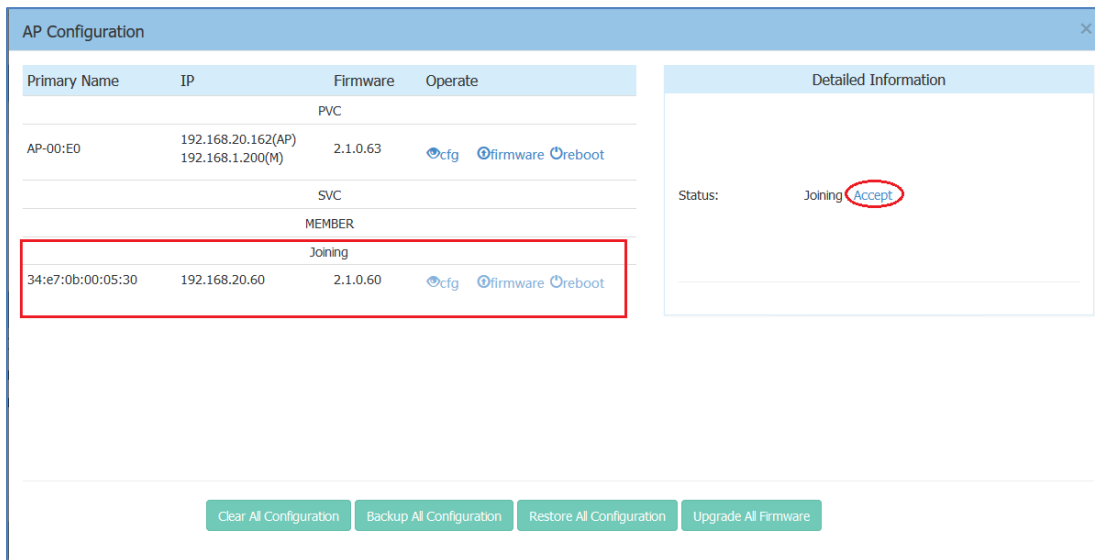 AP Configuration
×
Primary Name IP Firmware Operate
PVC
AP-00:E0 192.168.20.162(AP) 2.1.0.63 cfg firmware reboot
192.168.1.200(M)
SVC
MEMBER
Joining
34:e7:0b:00:05:30 192.168.20.60 2.1.0.60 cfg firmware reboot
Detailed Information
Status: Joining Accept
Clear All Configuration Backup All Configuration Restore All Configuration Upgrade All Firmware